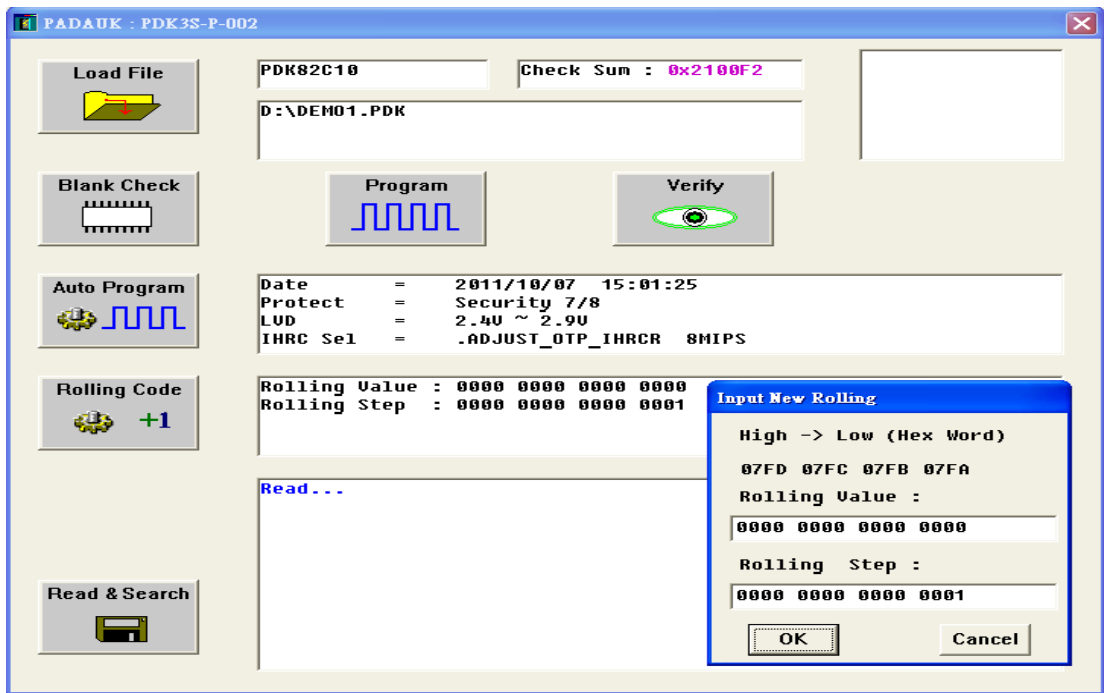 PADAUK : PDK3S-P-002
Load File
PDK82C10
Check Sum : 0x2100F2
D:\DEMO1.PDK
Blank Check
Program
Verify
Auto Program
Date = 2011/10/07 15:01:25
Protect = Security 7/8
LVD = 2.4V ~ 2.9V
IHRC Sel = .ADJUST_OTP_IHRCR 8MIPS
Rolling Code
+1
Rolling Value : 0000 0000 0000 0000
Rolling Step : 0000 0000 0000 0001
Input New Rolling
High -> Low (Hex Word)
07FD 07FC 07FB 07FA
Rolling Value :
0000 0000 0000 0000
Rolling Step :
0000 0000 0000 0001
OK
Cancel
Read...
Read & Search